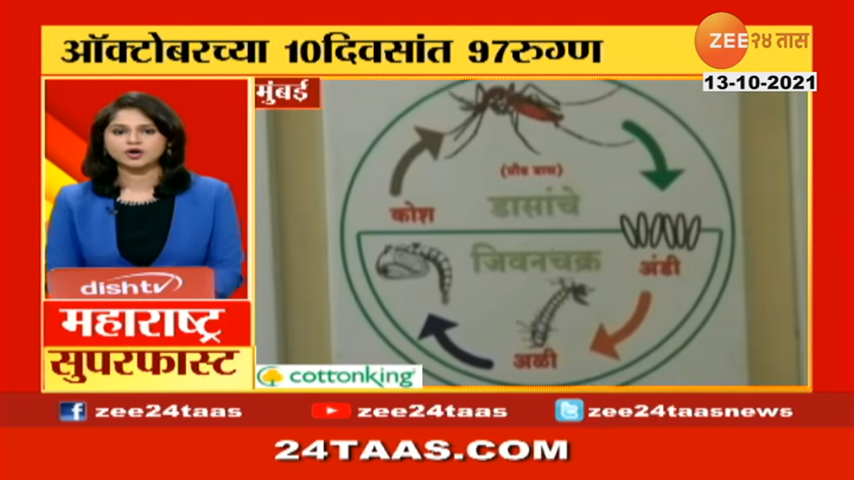 ऑक्टोबरच्या 10दिवसांत 97रुग्ण
ZEE २४ तास
13-10-2021
मुंबई
(प्रौढ डास)
कोश
डासांचे
जिवनचक्र
अंडी
अळी
dishtv
महाराष्ट्र
सुपरफास्ट
cottonking
zee24taas
zee24taas
zee24taasnews
24TAAS.COM